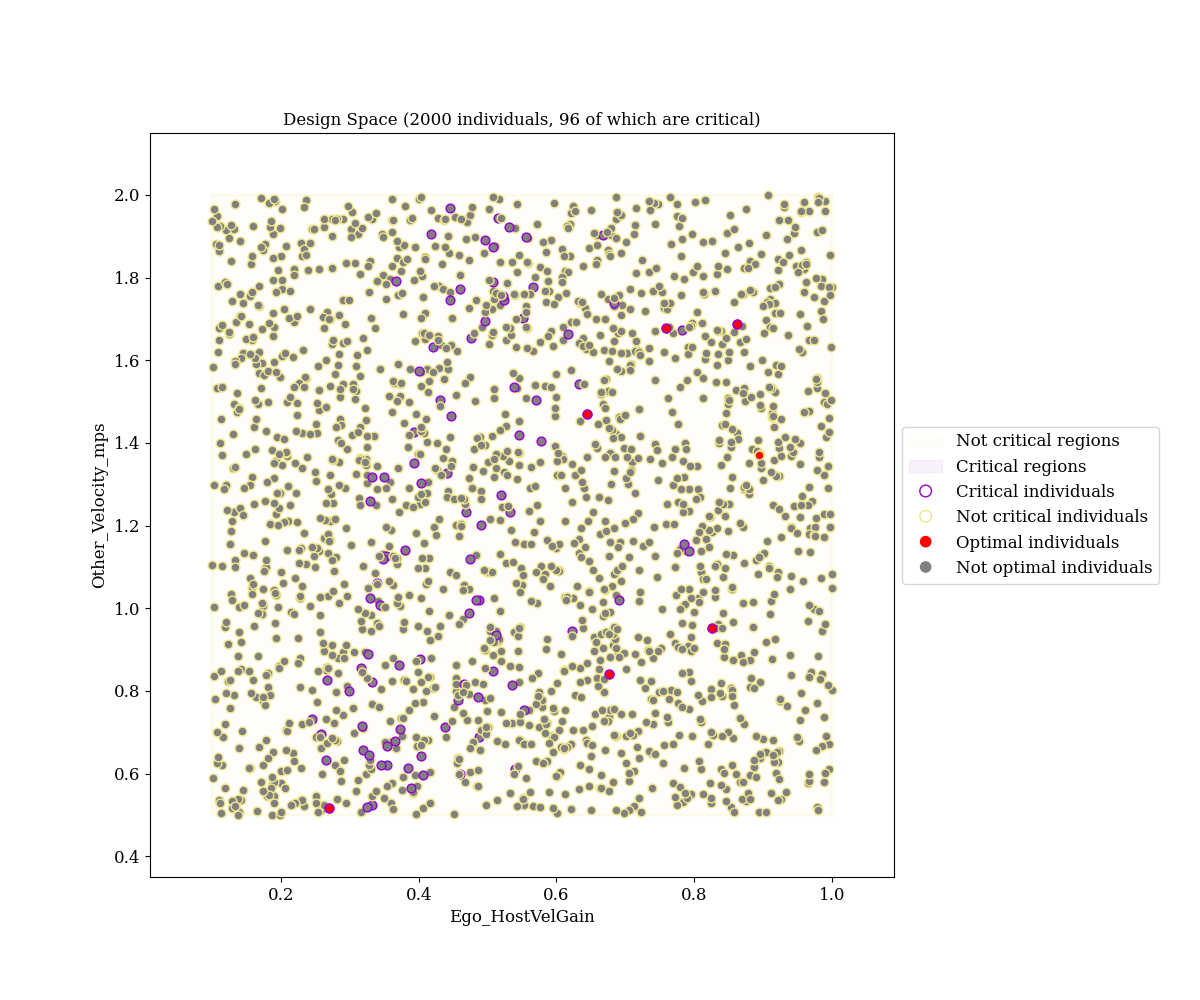 Design Space (2000 individuals, 96 of which are critical)
2.0
1.8
1.6
1.4
1.2
1.0
0.8
0.6
0.4
Other_Velocity_mps
0.2
0.4
0.6
0.8
1.0
Ego_HostVelGain
Not critical regions
Critical regions
Critical individuals
Not critical individuals
Optimal individuals
Not optimal individuals